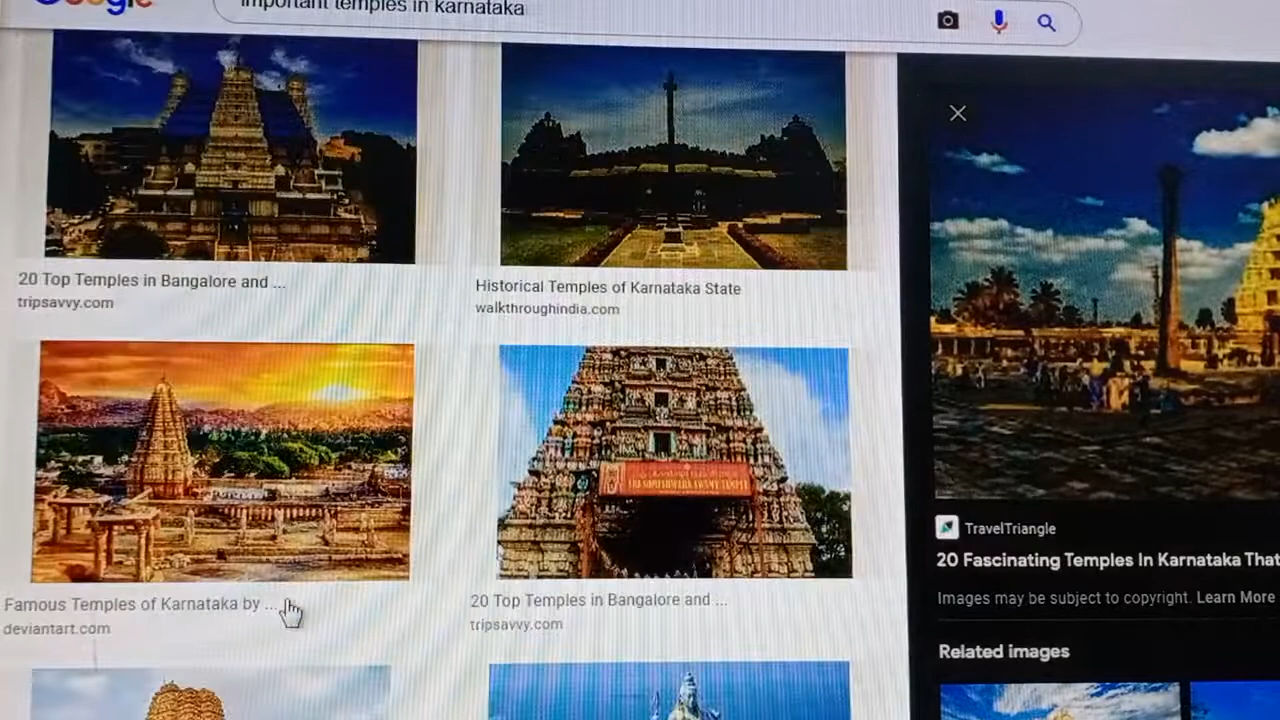 Google
important temples in karnataka
20 Top Temples in Bangalore and ...
tripsavvy.com
Historical Temples of Karnataka State
walkthroughindia.com
Famous Temples of Karnataka by ...
deviantart.com
20 Top Temples in Bangalore and ...
tripsavvy.com
TravelTriangle
20 Fascinating Temples In Karnataka That
Images may be subject to copyright. Learn More
Related images